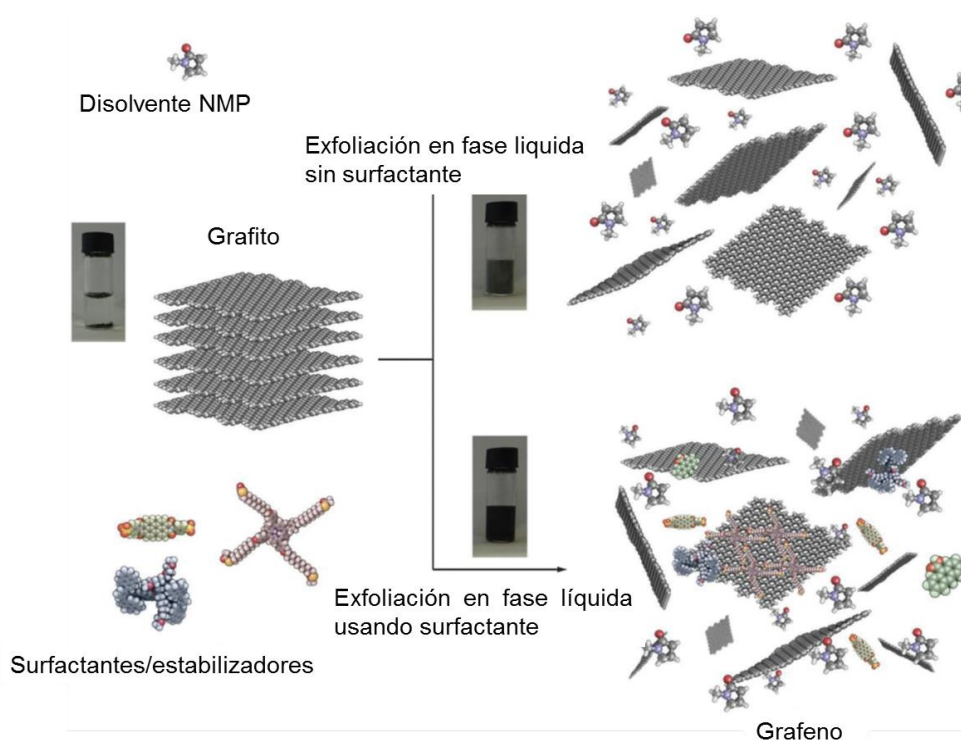 Disolvente NMP
Exfoliación en fase liquida
sin surfactante
Grafito
Exfoliación en fase líquida
usando surfactante
Surfactantes/estabilizadores
Grafeno